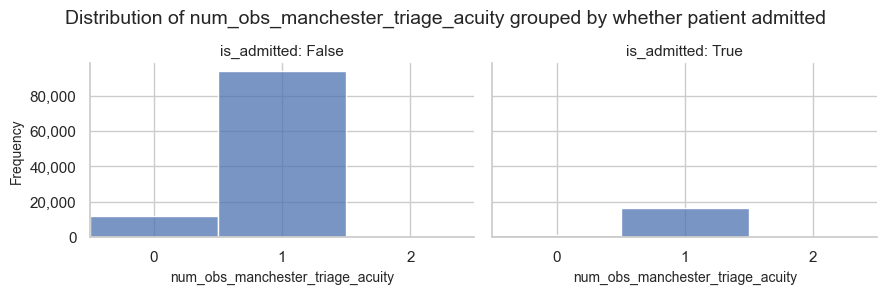 Distribution of num_obs_manchester_triage_acuity grouped by whether patient admitted
is_admitted: False
is_admitted: True
Frequency
80,000
60,000
40,000
20,000
0
0 1 2
0 1 2
num_obs_manchester_triage_acuity
num_obs_manchester_triage_acuity